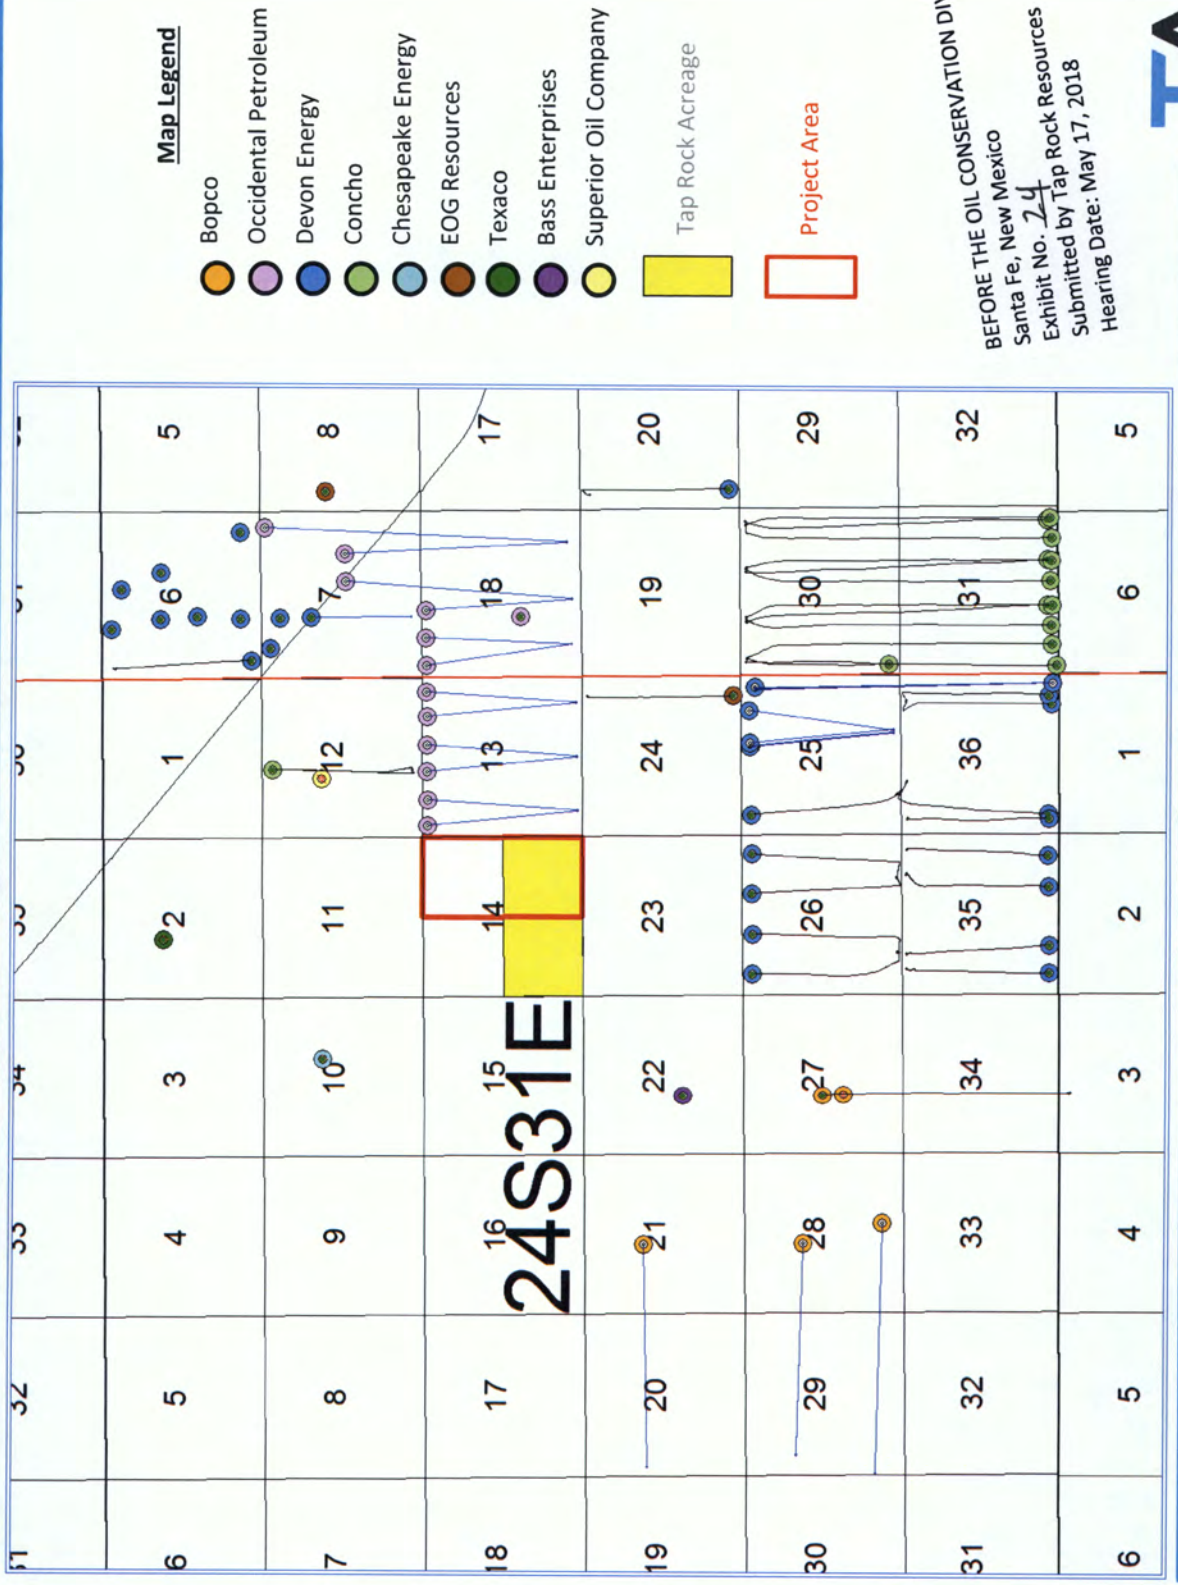 32 33 34
6 5 4 3 2 1 6 5
7 8 9 10 11 12 7 8
18 17 16 15 14 13 18 17
24S31E
19 20 21 22 23 24 19 20
30 29 28 27 26 25 30 29
31 32 33 34 35 36 31 32
6 5 4 3 2 1 6 5
Map Legend
Bopco
Occidental Petroleum
Devon Energy
Concho
Chesapeake Energy
EOG Resources
Texaco
Bass Enterprises
Superior Oil Company
Tap Rock Acreage
Project Area
BEFORE THE OIL CONSERVATION
Santa Fe, New Mexico
Exhibit No. 24
Submitted by Tap Rock Resources
Hearing Date: May 17, 2018